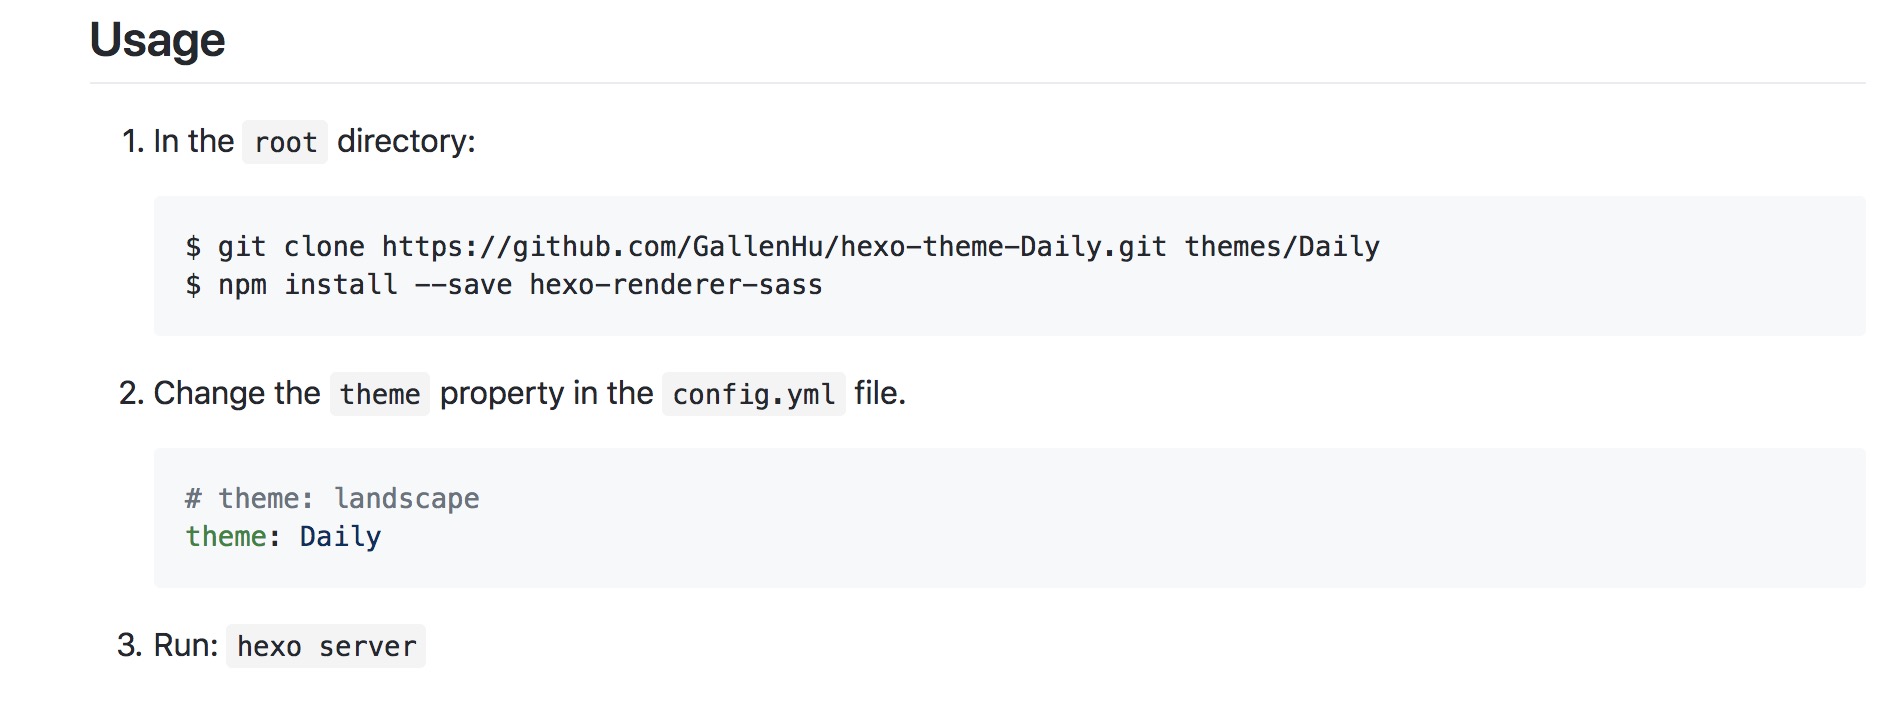 Usage
1. In the root directory:
$ git clone https://github.com/GallenHu/hexo-theme-Daily.git themes/Daily
$ npm install --save hexo-renderer-sass
2. Change the theme property in the config.yml file.
# theme: landscape
theme: Daily
3. Run: hexo server